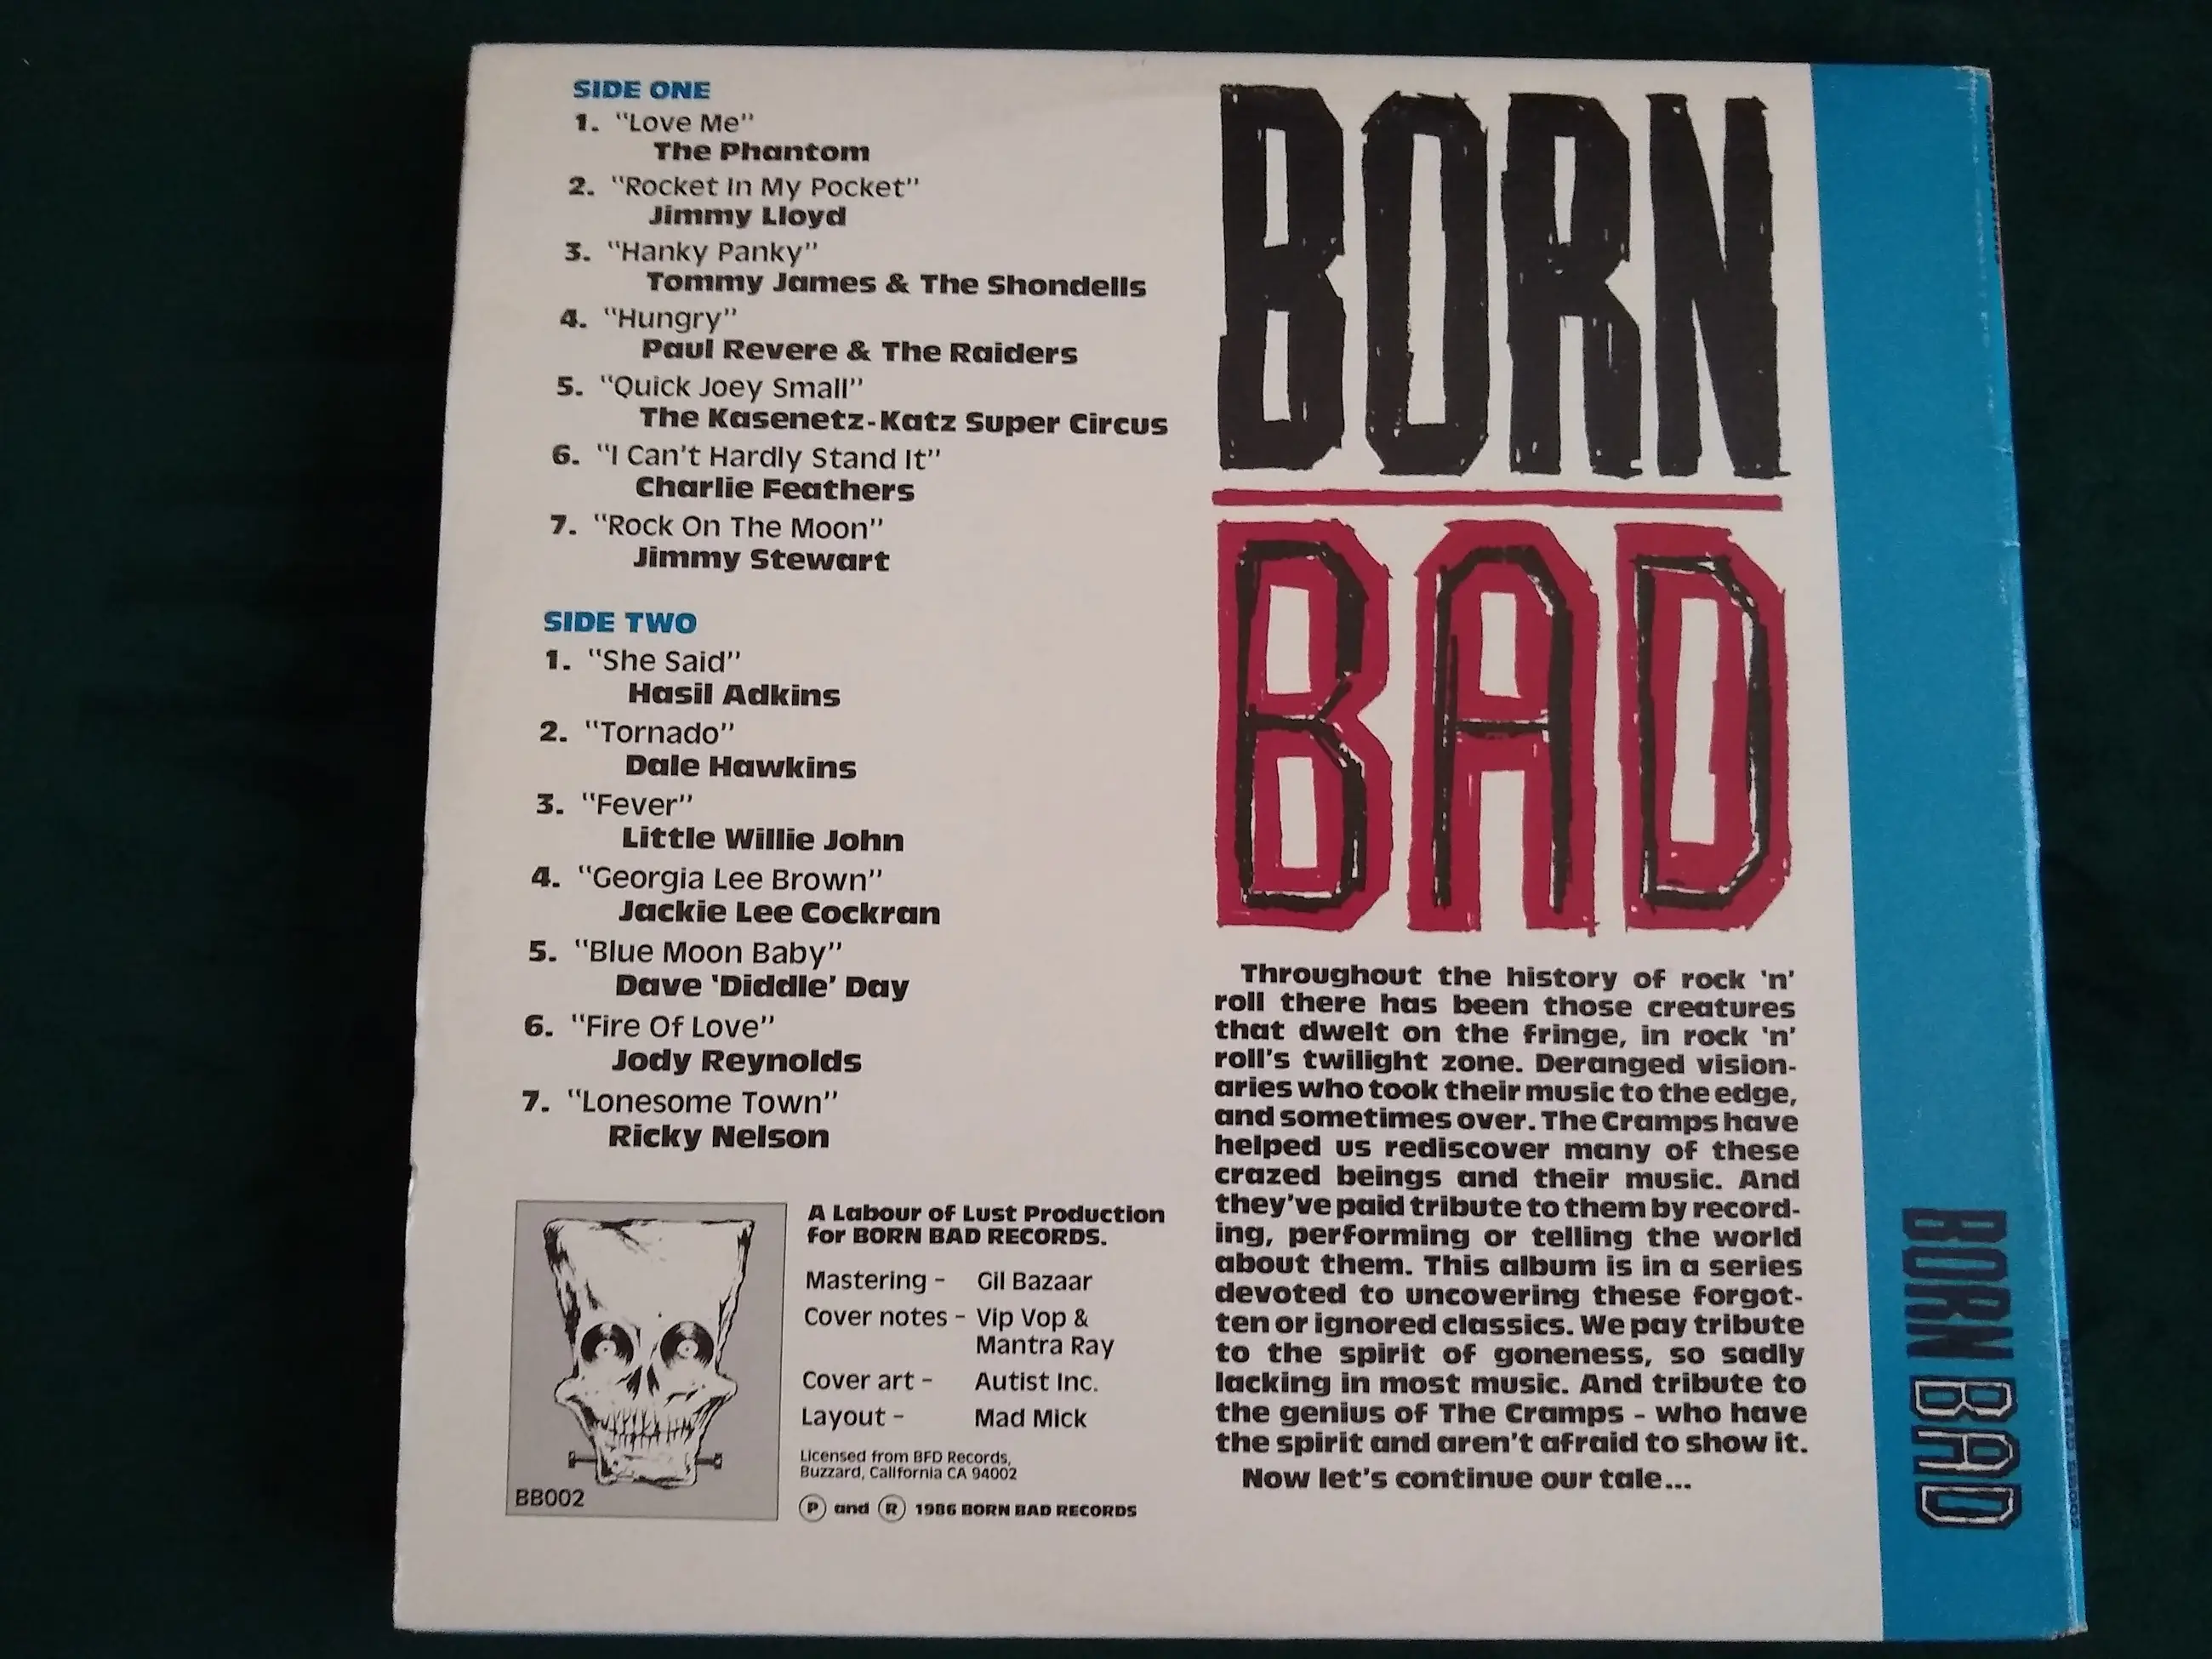 SIDE ONE
1. "Love Me"
The Phantom
2. "Rocket In My Pocket"
Jimmy Lloyd
3. "Hanky Panky"
Tommy James & The Shondells
4. "Hungry"
Paul Revere & The Raiders
5. "Quick Joey Small"
The Kasenetz-Katz Super Circus
6. "I Can't Hardly Stand It"
Charlie Feathers
7. "Rock On The Moon"
Jimmy Stewart
SIDE TWO
1. "She Said"
Hasil Adkins
2. "Tornado"
Dale Hawkins
3. "Fever"
Little Willie John
4. "Georgia Lee Brown"
Jackie Lee Cockran
5. "Blue Moon Baby"
Dave 'Diddle' Day
6. "Fire Of Love"
Jody Reynolds
7. "Lonesome Town"
Ricky Nelson
BB002
A Labour of Lust Production
for BORN BAD RECORDS.
Mastering - Gil Bazaar
Cover notes - Vip Vop &
Mantra Ray
Cover art - Autist Inc.
Layout - Mad Mick
Licensed from BFD Records,
Buzzard, California CA 94002
P and R 1986 BORN BAD RECORDS
BORN
BAD
Throughout the history of rock 'n'
roll there has been those creatures
that dwelt on the fringe, in rock 'n'
roll's twilight zone. Deranged vision-
aries who took their music to the edge,
and sometimes over. The Cramps have
helped us rediscover many of these
crazed beings and their music. And
they've paid tribute to them by record-
ing, performing or telling the world
about them. This album is in a series
devoted to uncovering these forgot-
ten or ignored classics. We pay tribute
to the spirit of goneness, so sadly
lacking in most music. And tribute to
the genius of The Cramps - who have
the spirit and aren't afraid to show it.
Now let's continue our tale...
BORN BAD